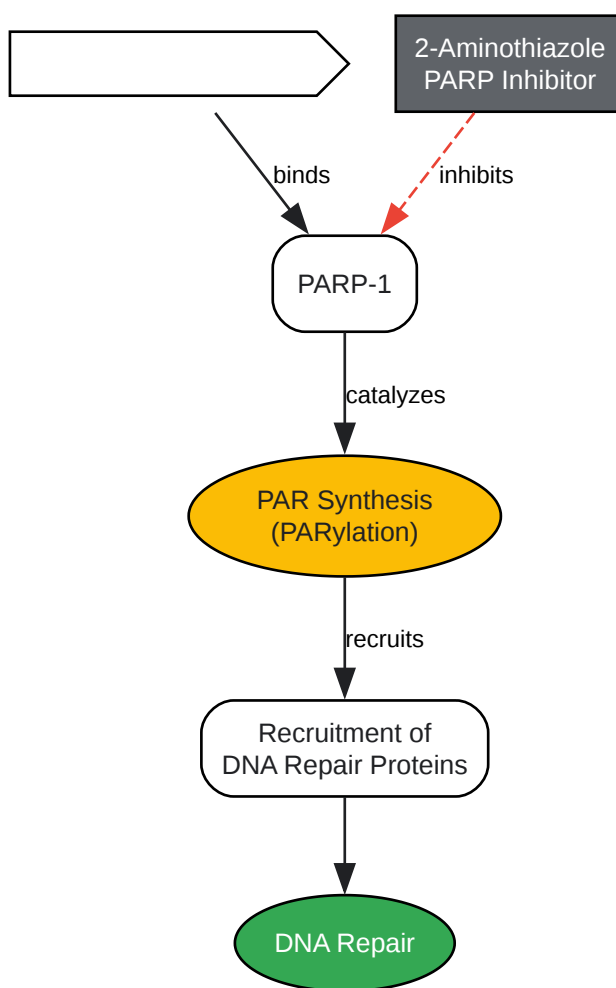 2-Aminothiazole
PARP Inhibitor
binds
inhibits
PARP-1
catalyzes
PAR Synthesis
(PARylation)
recruits
Recruitment of
DNA Repair Proteins
DNA Repair